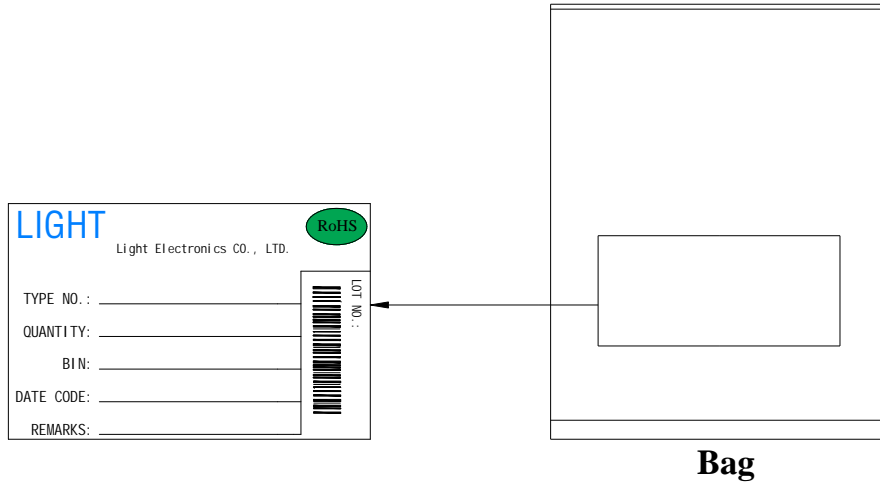 LIGHT
RoHS
Light Electronics CO., LTD.
LOT NO.:
TYPE NO.:
QUANTITY:
BIN:
DATE CODE:
REMARKS:
Bag